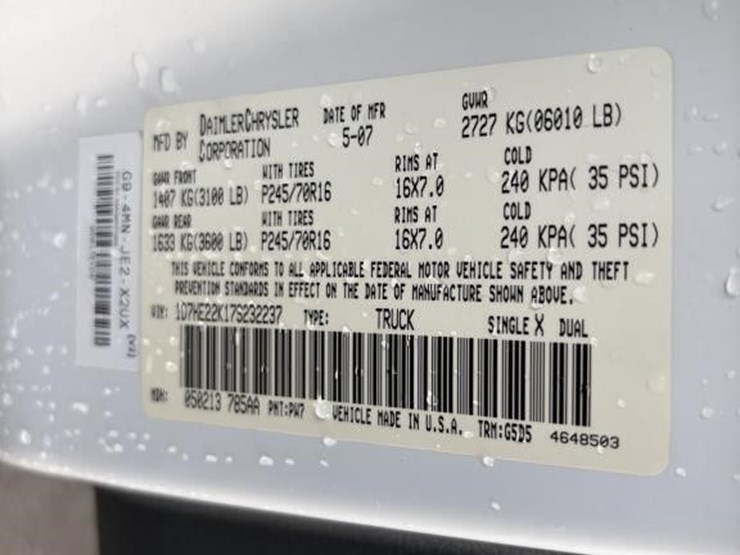 MFD BY DAIMLERCHRYSLER CORPORATION DATE OF MFR 5-07 GVWR 2727 KG(06010 LB)
GAWR FRONT WITH TIRES RIMS AT COLD
1407 KG(3100 LB) P245/70R16 16X7.0 240 KPA( 35 PSI)
GAWR REAR WITH TIRES RIMS AT COLD
1633 KG(3600 LB) P245/70R16 16X7.0 240 KPA( 35 PSI)
THIS VEHICLE CONFORMS TO ALL APPLICABLE FEDERAL MOTOR VEHICLE SAFETY AND THEFT
PREVENTION STANDARDS IN EFFECT ON THE DATE OF MANUFACTURE SHOWN ABOVE.
VIN: 1D7HE22K17S232237 TYPE: TRUCK SINGLE X DUAL
MDH: 050213 785AA PNT:PW7 VEHICLE MADE IN U.S.A. TRM:G5D5 4648503
G9-4MN-JE2-X2UX